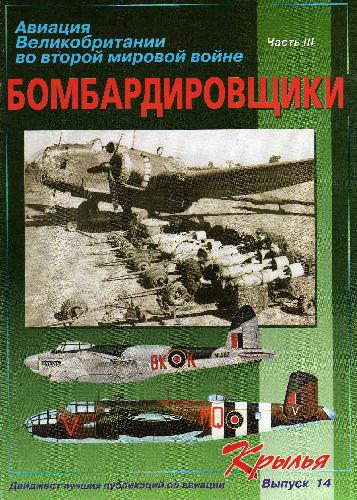 Авиация
Великобритании
во второй мировой войне
Часть III
БОМБАРДИРОВЩИКИ
8K K
V MQ V
Крылья
Дайджест лучших публикаций об авиации
Выпуск 14